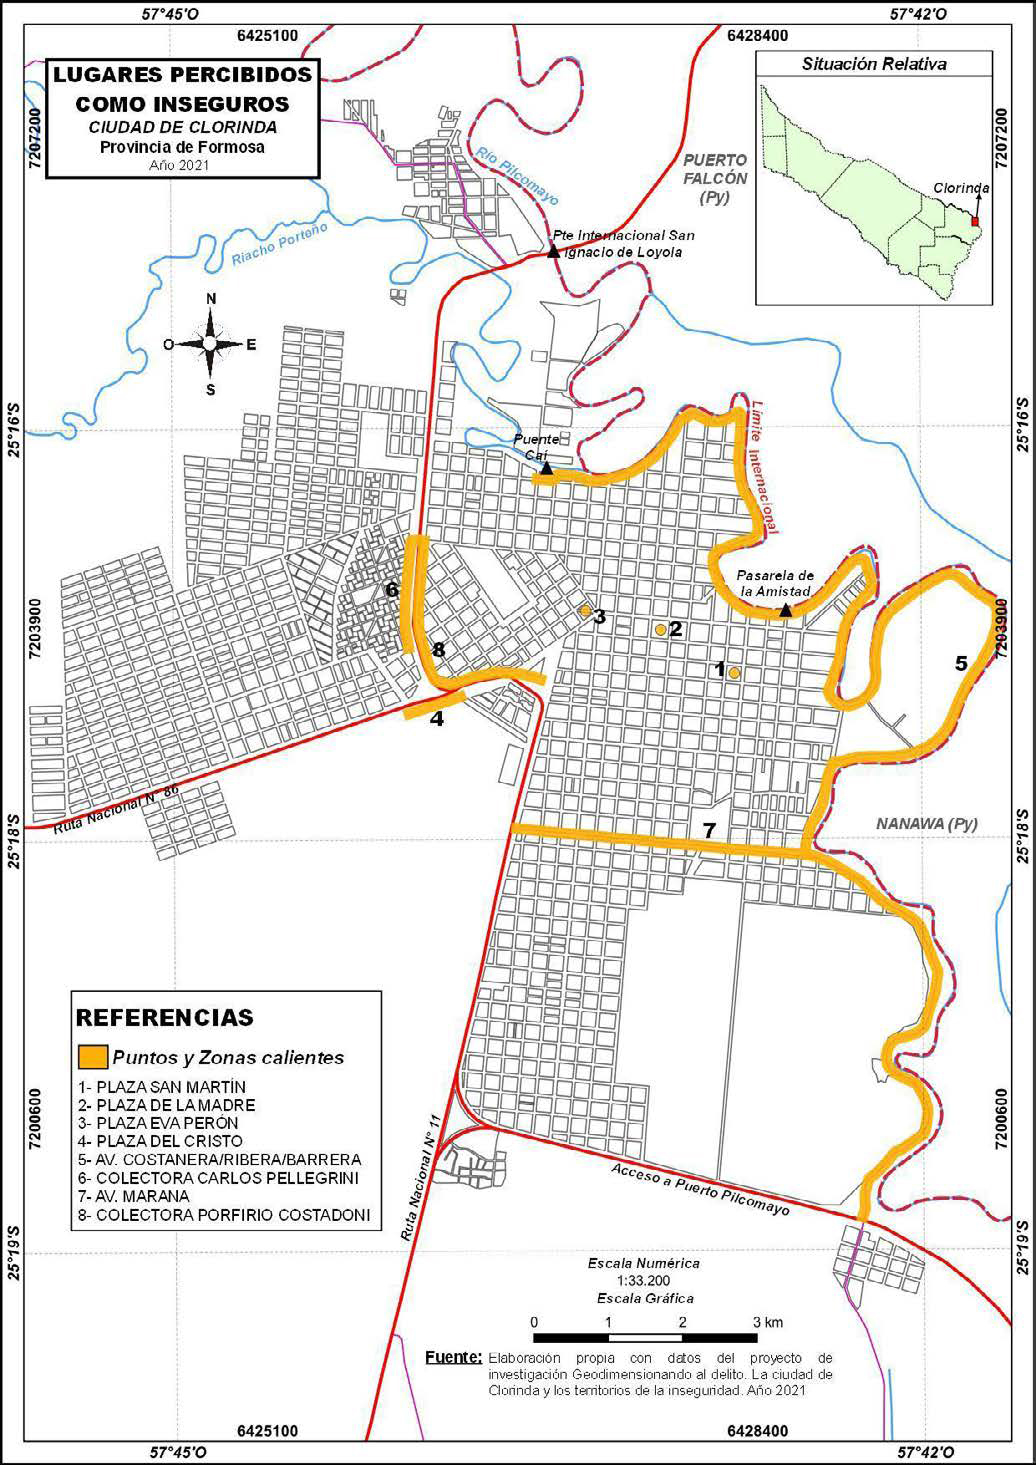 57°45'O
57°42'O
6425100
6428400
LUGARES PERCIBIDOS
COMO INSEGUROS
CIUDAD DE CLORINDA
Provincia de Formosa
Año 2021
Situación Relativa
Clorinda
7207200
7207200
PUERTO
FALCÓN
(Py)
Río Pilcomayo
Riacho Porteño
Pte Internacional San
Ignacio de Loyola
N
O
E
S
25°16'S
25°16'S
Límite Internacional
Puente
Caí
Pasarela de
la Amistad
7203900
7203900
6
3
2
8
1
5
4
Ruta Nacional N° 86
7
NANAWA (Py)
25°18'S
25°18'S
REFERENCIAS
Puntos y Zonas calientes
1- PLAZA SAN MARTÍN
2- PLAZA DE LA MADRE
3- PLAZA EVA PERÓN
4- PLAZA DEL CRISTO
5- AV. COSTANERA/RIBERA/BARRERA
6- COLECTORA CARLOS PELLEGRINI
7- AV. MARANA
8- COLECTORA PORFIRIO COSTADONI
7200600
7200600
Ruta Nacional N° 11
Acceso a Puerto Pilcomayo
25°19'S
25°19'S
Escala Numérica
1:33.200
Escala Gráfica
0 1 2 3 km
Fuente: Elaboración propia con datos del proyecto de
investigación Geodimensionando al delito. La ciudad de
Clorinda y los territorios de la inseguridad. Año 2021
6425100
6428400
57°45'O
57°42'O